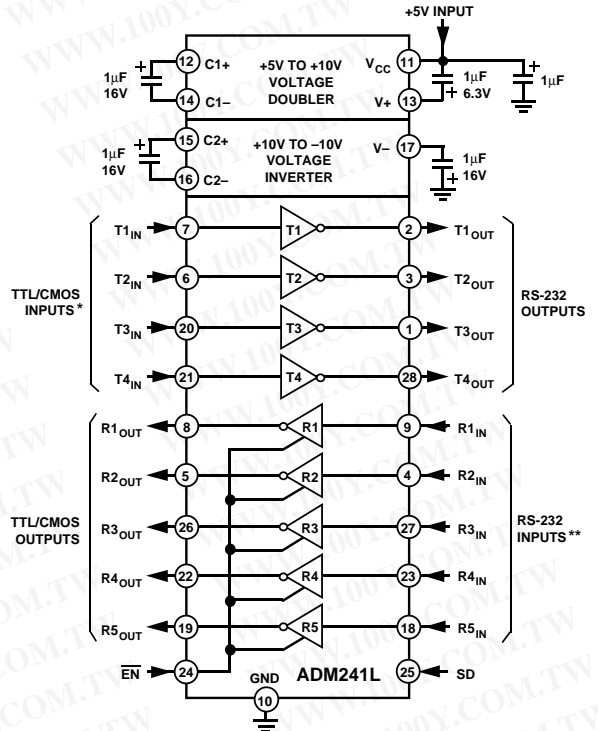 +5V INPUT
12 C1+ +5V TO +10V VOLTAGE DOUBLER VCC 11
1µF 16V
1µF 6.3V
1µF
14 C1– V+ 13
15 C2+ +10V TO –10V VOLTAGE INVERTER V– 17
1µF 16V
1µF 16V
16 C2–
T1IN 7 T1 2 T1OUT
T2IN 6 T2 3 T2OUT
TTL/CMOS INPUTS*
RS-232 OUTPUTS
T3IN 20 T3 1 T3OUT
T4IN 21 T4 28 T4OUT
R1OUT 8 R1 9 R1IN
R2OUT 5 R2 4 R2IN
TTL/CMOS OUTPUTS
RS-232 INPUTS**
R3OUT 26 R3 27 R3IN
R4OUT 22 R4 23 R4IN
R5OUT 19 R5 18 R5IN
EN 24 GND ADM241L 25 SD
10
WWW.100Y.COM.TW